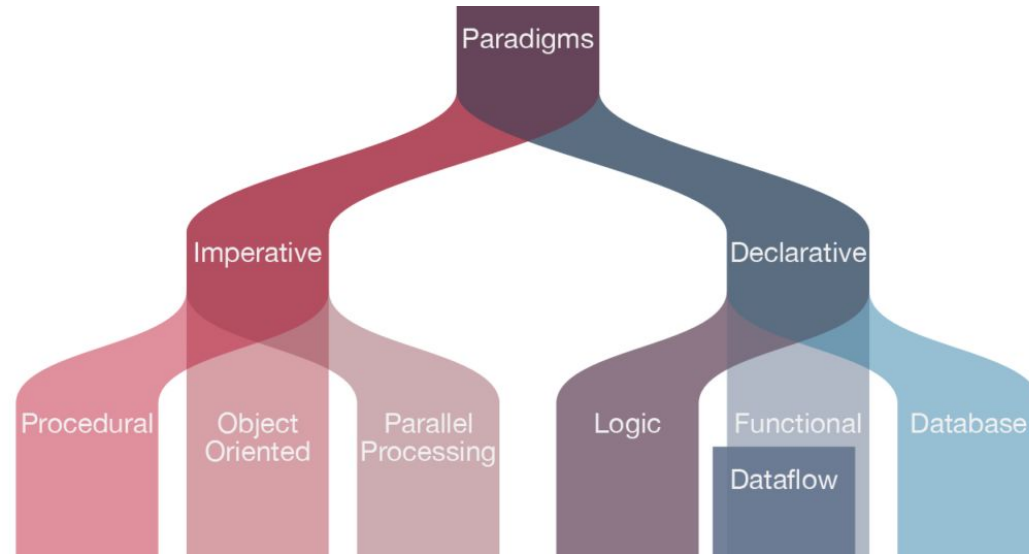 Paradigms
Imperative
Declarative
Procedural
Object
Oriented
Parallel
Processing
Logic
Functional
Database
Dataflow